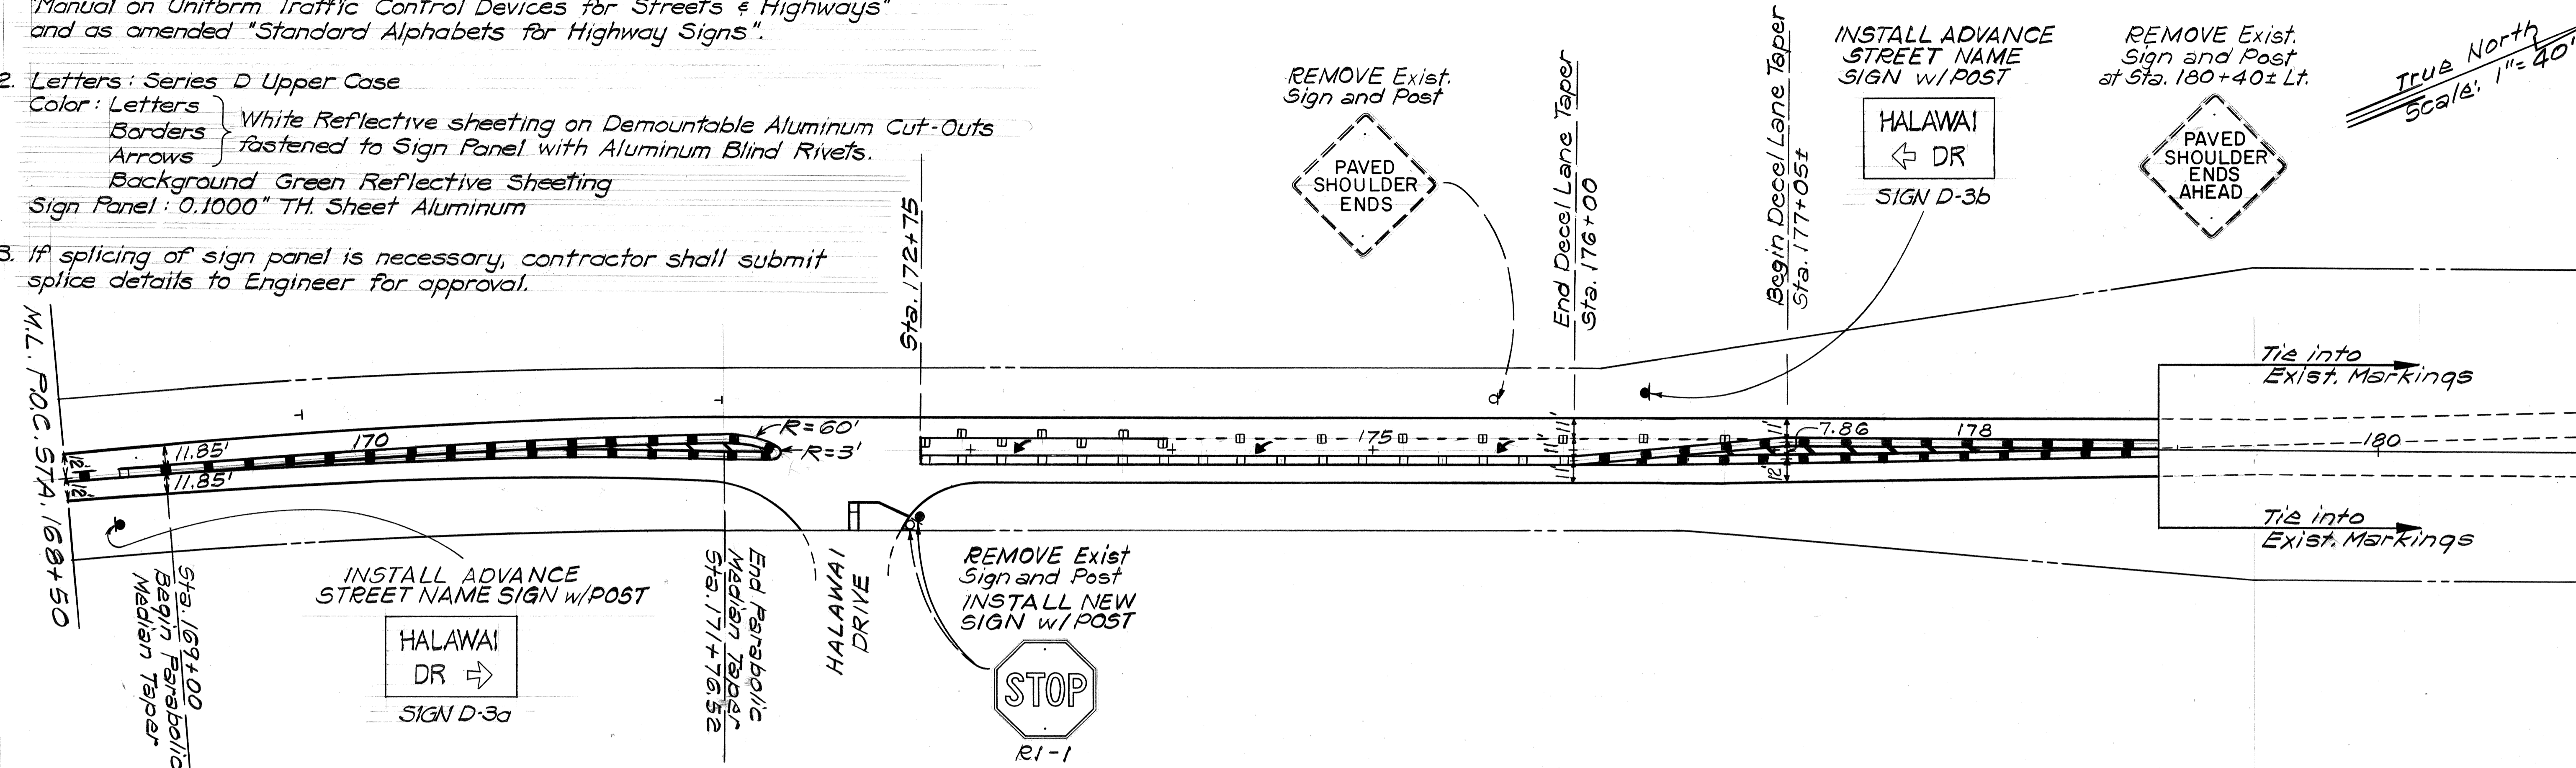 "Manual on Uniform Traffic Control Devices for Streets & Highways"
and as amended "Standard Alphabets for Highway Signs".
2. Letters: Series D Upper Case
Color: Letters
Borders
Arrows
White Reflective sheeting on Demountable Aluminum Cut-Outs
fastened to Sign Panel with Aluminum Blind Rivets.
Background Green Reflective Sheeting
Sign Panel: 0.1000" TH. Sheet Aluminum
3. If splicing of sign panel is necessary, contractor shall submit
splice details to Engineer for approval.
REMOVE Exist.
Sign and Post
PAVED
SHOULDER
ENDS
End Decel Lane Taper
Sta. 176+00
Begin Decel Lane Taper
Sta. 177+05±
INSTALL ADVANCE
STREET NAME
SIGN w/POST
HALAWAI
DR
SIGN D-3b
REMOVE Exist.
Sign and Post
at Sta. 180+40± Lt.
PAVED
SHOULDER
ENDS
AHEAD
True North
Scale: 1"=40'
Sta. 172+75
M.L. P.O.C. STA. 168+50
12'
12'
11.85'
11.85'
170
R=60'
R=3'
175
11'
11'
11'
11'
12'
7.86
178
180
Tie into
Exist. Markings
Tie into
Exist. Markings
Sta. 169+00
Begin Parabolic
Median Taper
INSTALL ADVANCE
STREET NAME SIGN w/POST
HALAWAI
DR
SIGN D-3a
End Parabolic
Median Taper
Sta. 171+76.52
HALAWAI
DRIVE
REMOVE Exist
Sign and Post
INSTALL NEW
SIGN w/POST
STOP
R1-1